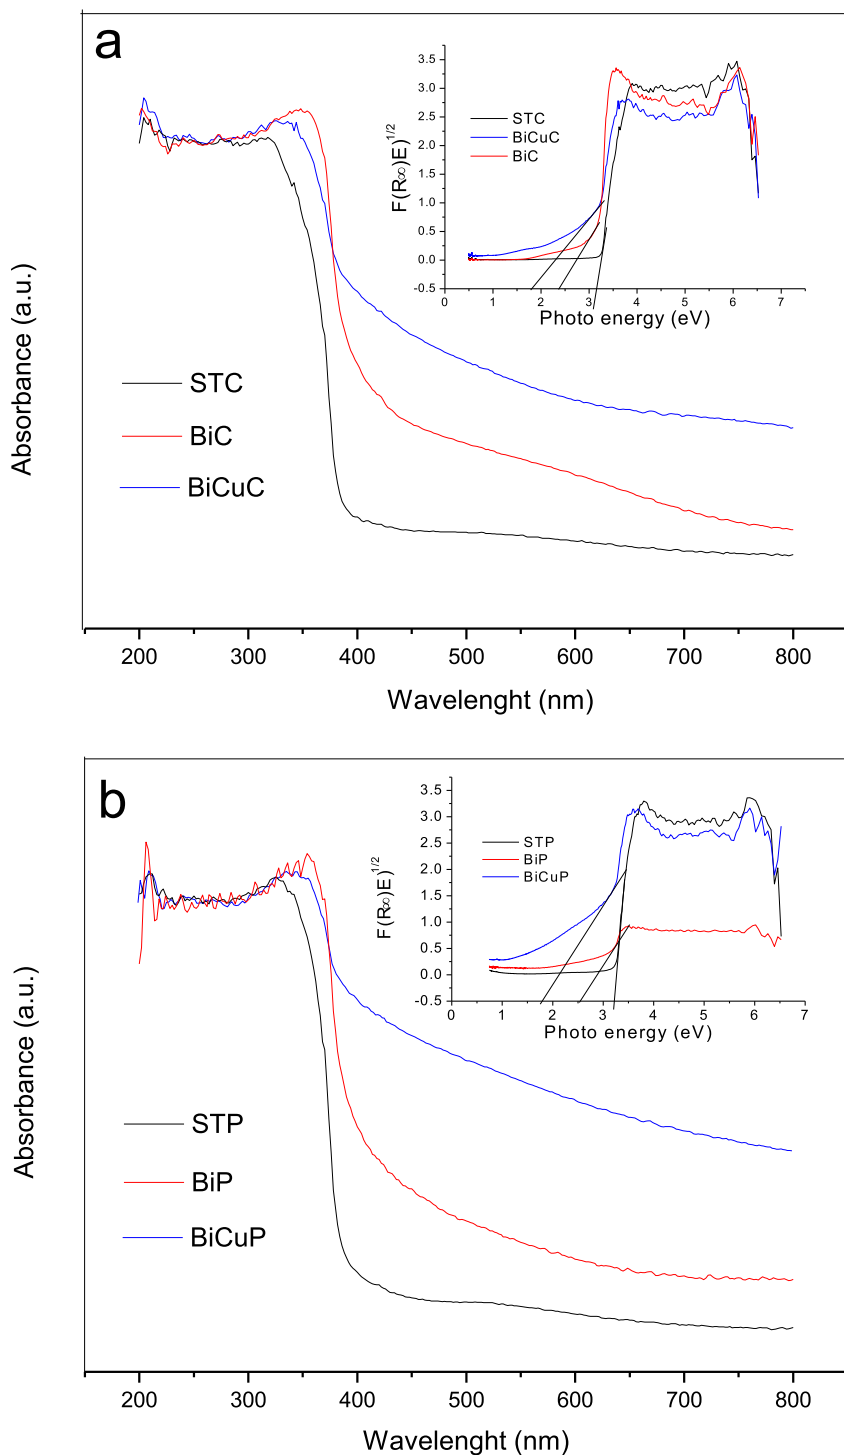 a
3.5
3.0
2.5
2.0
1.5
1.0
0.5
0.0
-0.5
F(R∞)E)^1/2
STC
BiCuC
BiC
0 1 2 3 4 5 6 7
Photo energy (eV)
Absorbance (a.u.)
STC
BiC
BiCuC
200 300 400 500 600 700 800
Wavelenght (nm)
b
3.5
3.0
2.5
2.0
1.5
1.0
0.5
0.0
-0.5
F(R∞)E)^1/2
STP
BiP
BiCuP
0 1 2 3 4 5 6 7
Photo energy (eV)
Absorbance (a.u.)
STP
BiP
BiCuP
200 300 400 500 600 700 800
Wavelenght (nm)